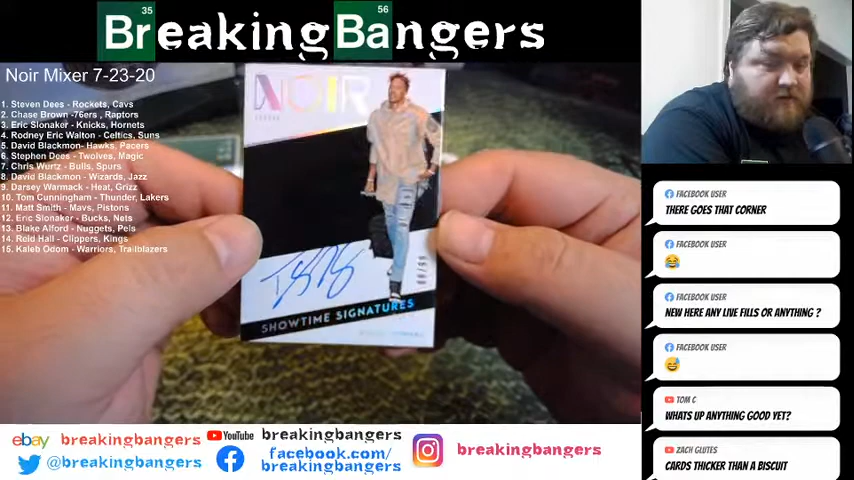 35
56
BreakingBangers
Noir Mixer 7-23-20
1. Steven Dees - Rockets, Cavs
2. Chase Brown -76ers , Raptors
3. Eric Slonaker - Knicks, Hornets
4. Rodney Eric Walton - Celtics, Suns
5. David Blackmon- Hawks, Pacers
6. Stephen Dees - Twolves, Magic
7. Chris Wurtz - Bulls, Spurs
8. David Blackmon - Wizards, Jazz
9. Darsey Warmack - Heat, Grizz
10. Tom Cunningham - Thunder, Lakers
11. Matt Smith - Mavs, Pistons
12. Eric Slonaker - Bucks, Nets
13. Blake Alford - Nuggets, Pels
14. Reid Hall - Clippers, Kings
15. Kaleb Odom - Warriors, Trailblazers
NOIR
SHOWTIME SIGNATURES
FACEBOOK USER
THERE GOES THAT CORNER
FACEBOOK USER
😂
FACEBOOK USER
NEW HERE ANY LIVE FILLS OR ANYTHING ?
FACEBOOK USER
😅
TOM C
WHATS UP ANYTHING GOOD YET?
ZACH GLUTES
CARDS THICKER THAN A BISCUIT
ebay breakingbangers
YouTube breakingbangers
@breakingbangers
facebook.com/
breakingbangers
breakingbangers